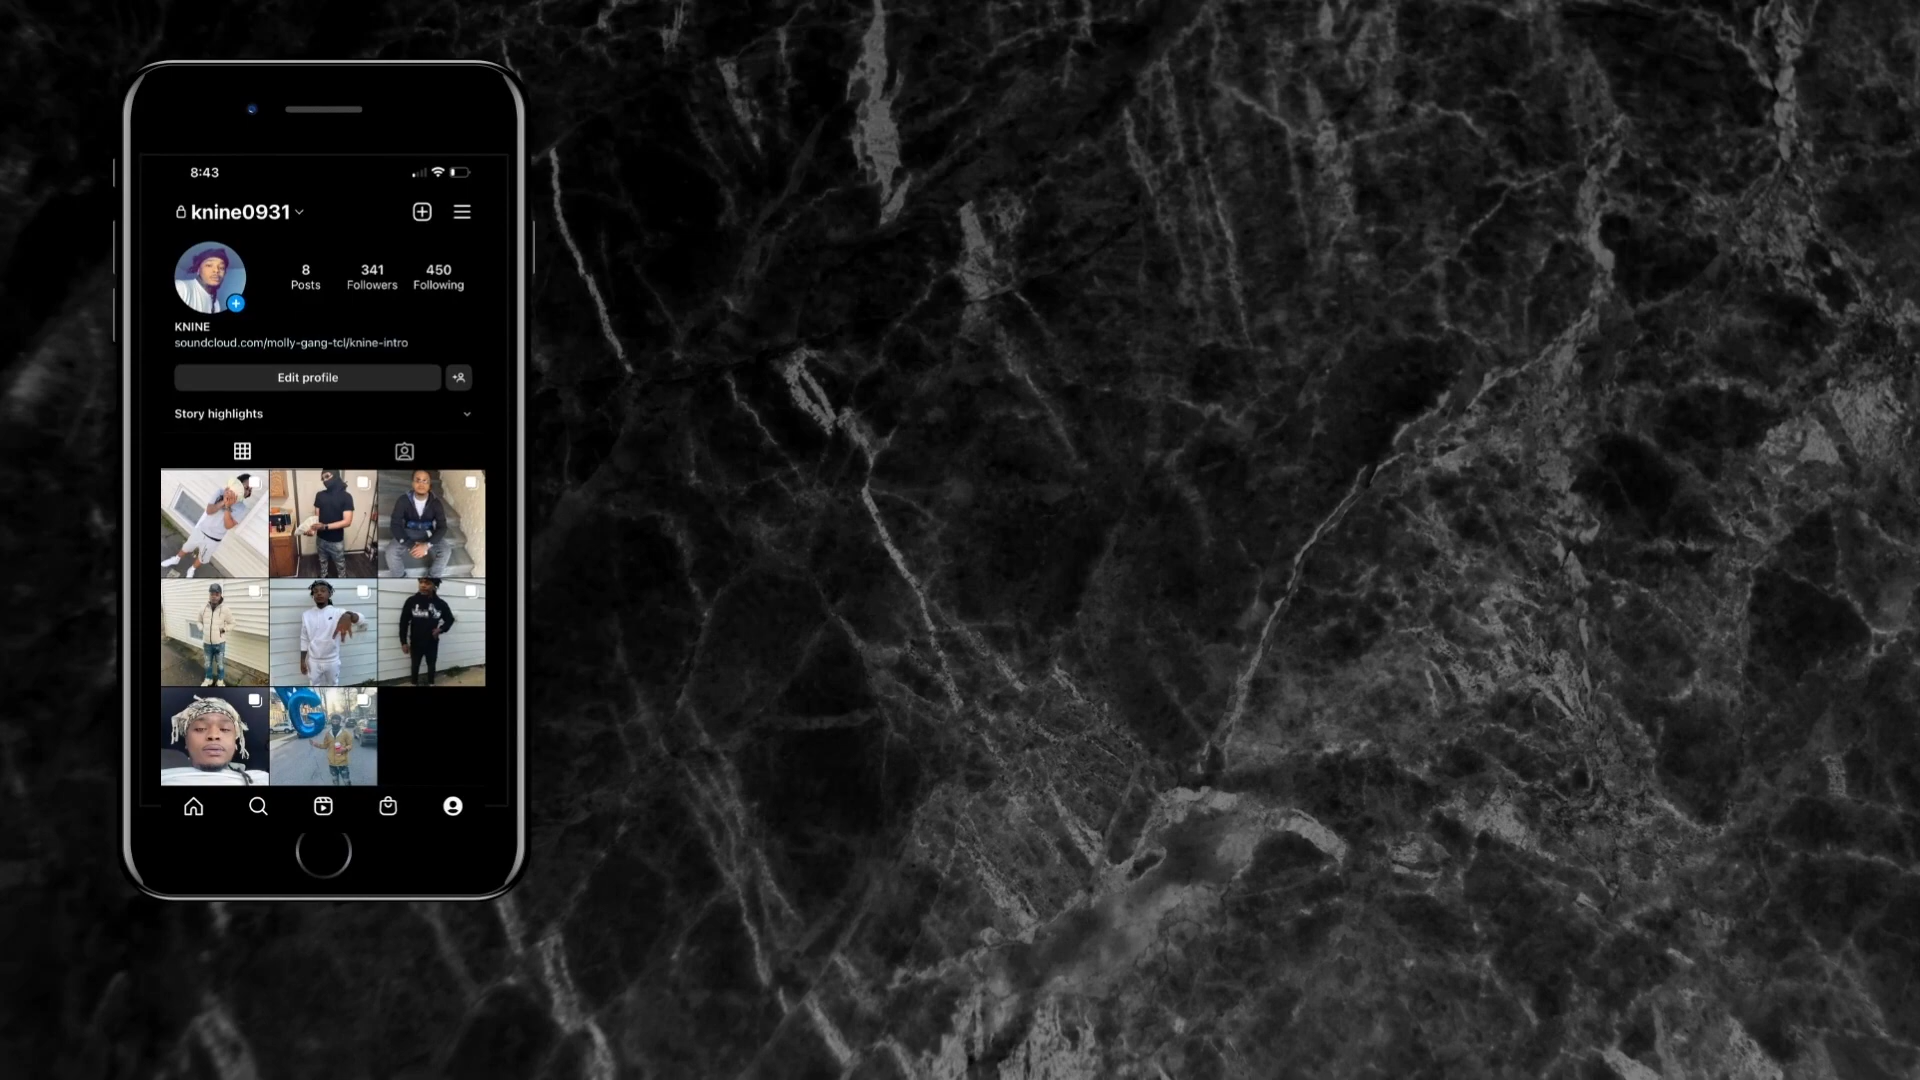 8:43
knine0931
8 341 450
Posts Followers Following
KNINE
soundcloud.com/molly-gang-tcl/knine-intro
Edit profile
Story highlights
G